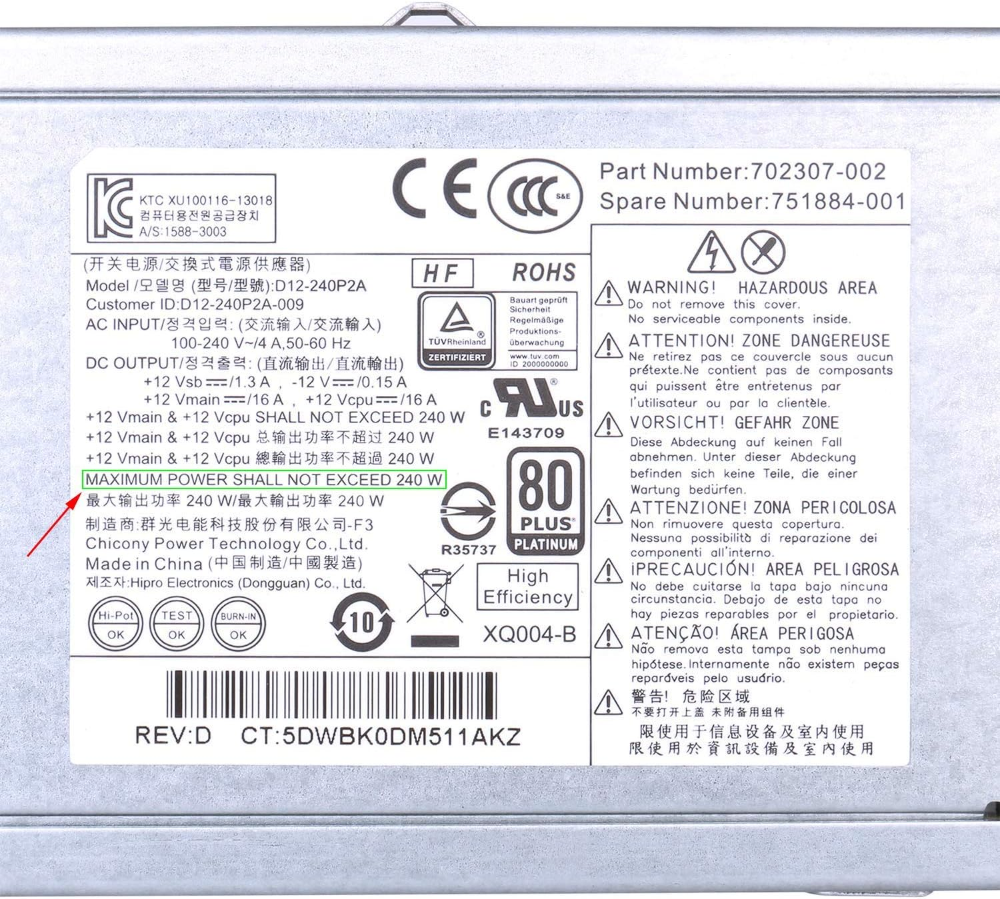 KTC XU100116-13018
컴퓨터용전원공급장치
A/S:1588-3003
CE
CCC S&E
Part Number:702307-002
Spare Number:751884-001
(开关电源/交換式電源供應器)
Model /모델명 (型号/型號):D12-240P2A
Customer ID:D12-240P2A-009
AC INPUT/정격입력: (交流输入/交流輸入)
100-240 V~/4 A,50-60 Hz
DC OUTPUT/정격출력: (直流输出/直流輸出)
+12 Vsb⎓/1.3 A , -12 V⎓/0.15 A
+12 Vmain⎓/16 A , +12 Vcpu⎓/16 A
+12 Vmain & +12 Vcpu SHALL NOT EXCEED 240 W
+12 Vmain & +12 Vcpu 总输出功率不超过 240 W
+12 Vmain & +12 Vcpu 總輸出功率不超過 240 W
MAXIMUM POWER SHALL NOT EXCEED 240 W
最大输出功率 240 W/最大輸出功率 240 W
制造商:群光电能科技股份有限公司-F3
Chicony Power Technology Co.,Ltd.
Made in China (中国制造/中國製造)
제조자:Hipro Electronics (Dongguan) Co., Ltd.
Hi-Pot OK
TEST OK
BURN-IN OK
HF
ROHS
TÜVRheinland®
ZERTIFIZIERT
Bauart geprüft
Sicherheit
Regelmäßige
Produktions-
überwachung
www.tuv.com
ID 2000000000
C RU® US
E143709
R35737
80
PLUS®
PLATINUM
10
High
Efficiency
XQ004-B
REV:D CT:5DWBK0DM511AKZ
WARNING! HAZARDOUS AREA
Do not remove this cover.
No serviceable components inside.
ATTENTION! ZONE DANGEREUSE
Ne retirez pas ce couvercle sous aucun
prétexte.Ne contient pas de composants
qui puissent être entretenus par
l'utilisateur ou par la clientèle.
VORSICHT! GEFAHR ZONE
Diese Abdeckung auf keinen Fall
abnehmen. Unter dieser Abdeckung
befinden sich keine Teile, die einer
Wartung bedürfen.
ATTENZIONE! ZONA PERICOLOSA
Non rimuovere questa copertura.
Nessuna possibilità di reparazione dei
componenti all'interno.
¡PRECAUCIÓN! AREA PELIGROSA
No debe cuitarse la tapa bajo nincuna
circunstancia. Debajo de esta tapa no
hay piezas reparables por el propietario.
ATENÇÃO! ÁREA PERIGOSA
Não remova esta tampa sob nenhuma
hipótese.Internamente não existem peças
reparáveis pelo usuário.
警告! 危险区域
不要打开上盖 未附备用组件
限使用于信息设备及室内使用
限使用於資訊設備及室內使用